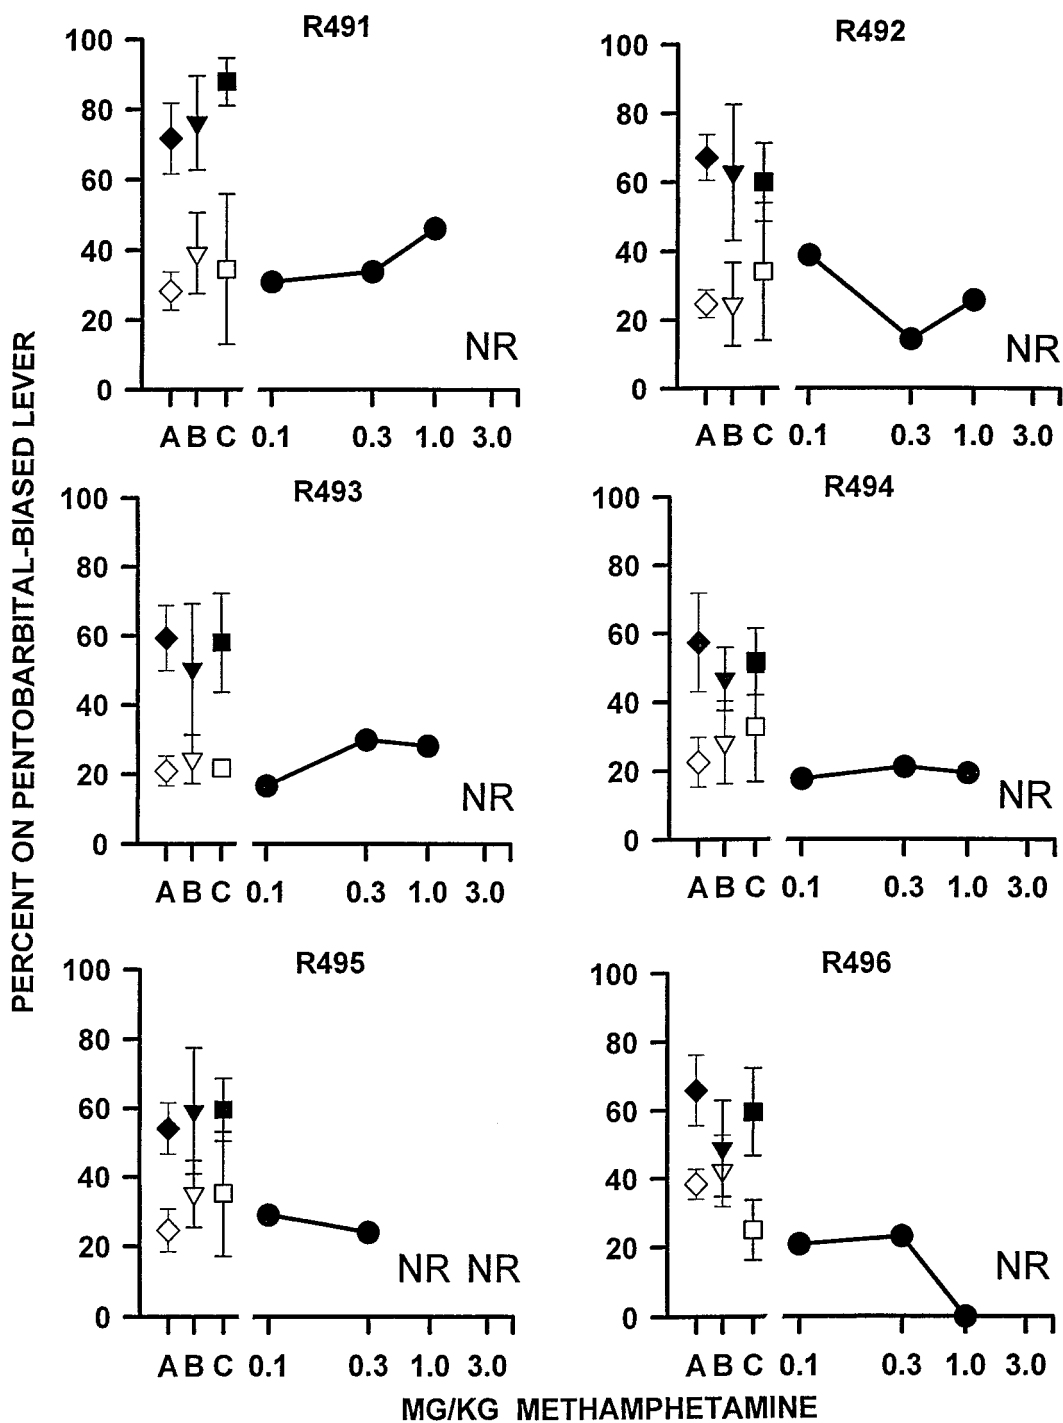 PERCENT ON PENTOBARBITAL-BIASED LEVER
R491
100
80
60
40
20
0
NR
A B C 0.1 0.3 1.0 3.0
R492
100
80
60
40
20
0
NR
A B C 0.1 0.3 1.0 3.0
R493
100
80
60
40
20
0
NR
A B C 0.1 0.3 1.0 3.0
R494
100
80
60
40
20
0
NR
A B C 0.1 0.3 1.0 3.0
R495
100
80
60
40
20
0
NR NR
A B C 0.1 0.3 1.0 3.0
R496
100
80
60
40
20
0
NR
A B C 0.1 0.3 1.0 3.0
MG/KG METHAMPHETAMINE